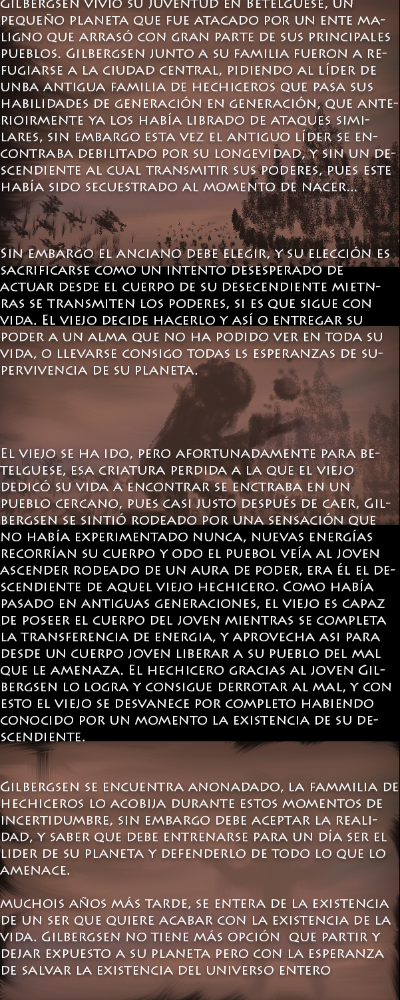 Gilbergsen vivió su juventud en Betelguese, un
pequeño planeta que fue atacado por un ente ma-
ligno que arrasó con gran parte de sus principales
pueblos. Gilbergsen junto a su familia fueron a re-
fugiarse a la ciudad central, pidiendo al líder de
unba antigua familia de hechiceros que pasa sus
habilidades de generación en generación, que ante-
rioirmente ya los había librado de ataques simi-
lares, sin embargo esta vez el antiguo líder se en-
contraba debilitado por su longevidad, y sin un de-
scendiente al cual transmitir sus poderes, pues este
había sido secuestrado al momento de nacer...
Sin embargo el anciano debe elegir, y su elección es
sacrificarse como un intento desesperado de
actuar desde el cuerpo de su desecendiente mietn-
ras se transmiten los poderes, si es que sigue con
vida. El viejo decide hacerlo y así o entregar su
poder a un alma que no ha podido ver en toda su
vida, o llevarse consigo todas ls esperanzas de su-
pervivencia de su planeta.
El viejo se ha ido, pero afortunadamente para be-
telguese, esa criatura perdida a la que el viejo
dedicó su vida a encontrar se enctraba en un
pueblo cercano, pues casi justo después de caer, Gil-
bergsen se sintió rodeado por una sensación que
no había experimentado nunca, nuevas energías
recorrían su cuerpo y odo el puebol veía al joven
ascender rodeado de un aura de poder, era él el de-
scendiente de aquel viejo hechicero. Como había
pasado en antiguas generaciones, el viejo es capaz
de poseer el cuerpo del joven mientras se completa
la transferencia de energia, y aprovecha asi para
desde un cuerpo joven liberar a su pueblo del mal
que le amenaza. El hechicero gracias al joven Gil-
bergsen lo logra y consigue derrotar al mal, y con
esto el viejo se desvanece por completo habiendo
conocido por un momento la existencia de su de-
scendiente.
Gilbergsen se encuentra anonadado, la fammilia de
hechiceros lo acobija durante estos momentos de
incertidumbre, sin embargo debe aceptar la reali-
dad, y saber que debe entrenarse para un día ser el
lider de su planeta y defenderlo de todo lo que lo
amenace.
muchois años más tarde, se entera de la existencia
de un ser que quiere acabar con la existencia de la
vida. Gilbergsen no tiene más opción que partir y
dejar expuesto a su planeta pero con la esperanza
de salvar la existencia del universo entero